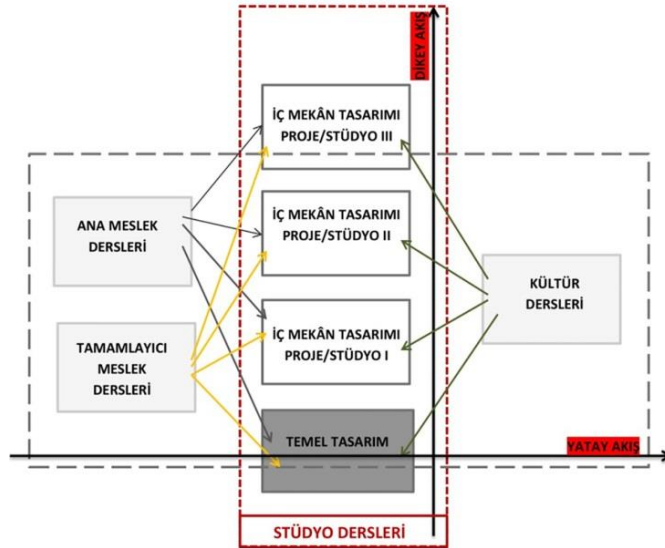 DİKEY AKIŞ
İÇ MEKÂN TASARIMI
PROJE/STÜDYO III
ANA MESLEK
DERSLERİ
İÇ MEKÂN TASARIMI
PROJE/STÜDYO II
KÜLTÜR
DERSLERİ
TAMAMLAYICI
MESLEK
DERSLERİ
İÇ MEKÂN TASARIMI
PROJE/STÜDYO I
TEMEL TASARIM
YATAY AKIŞ
STÜDYO DERSLERİ